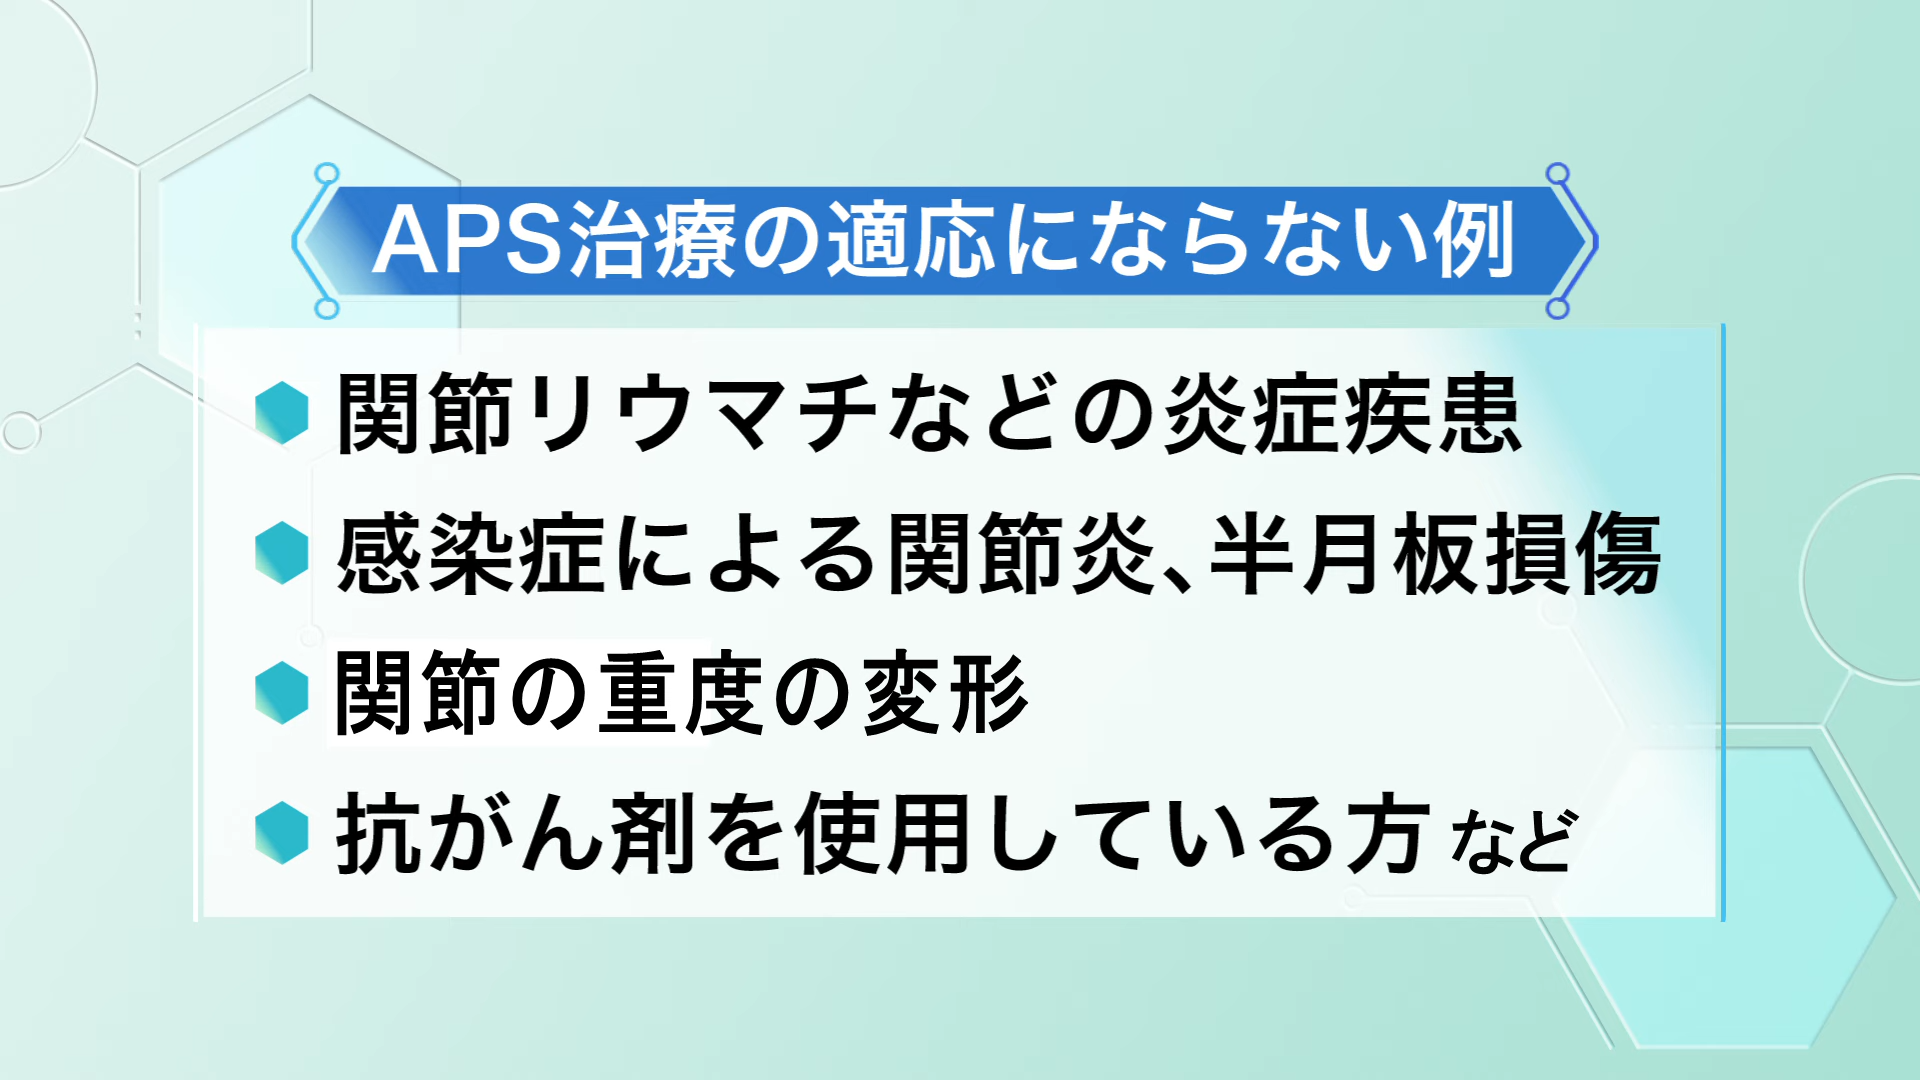 APS治療の適応にならない例
関節リウマチなどの炎症疾患
感染症による関節炎、半月板損傷
関節の重度の変形
抗がん剤を使用している方 など